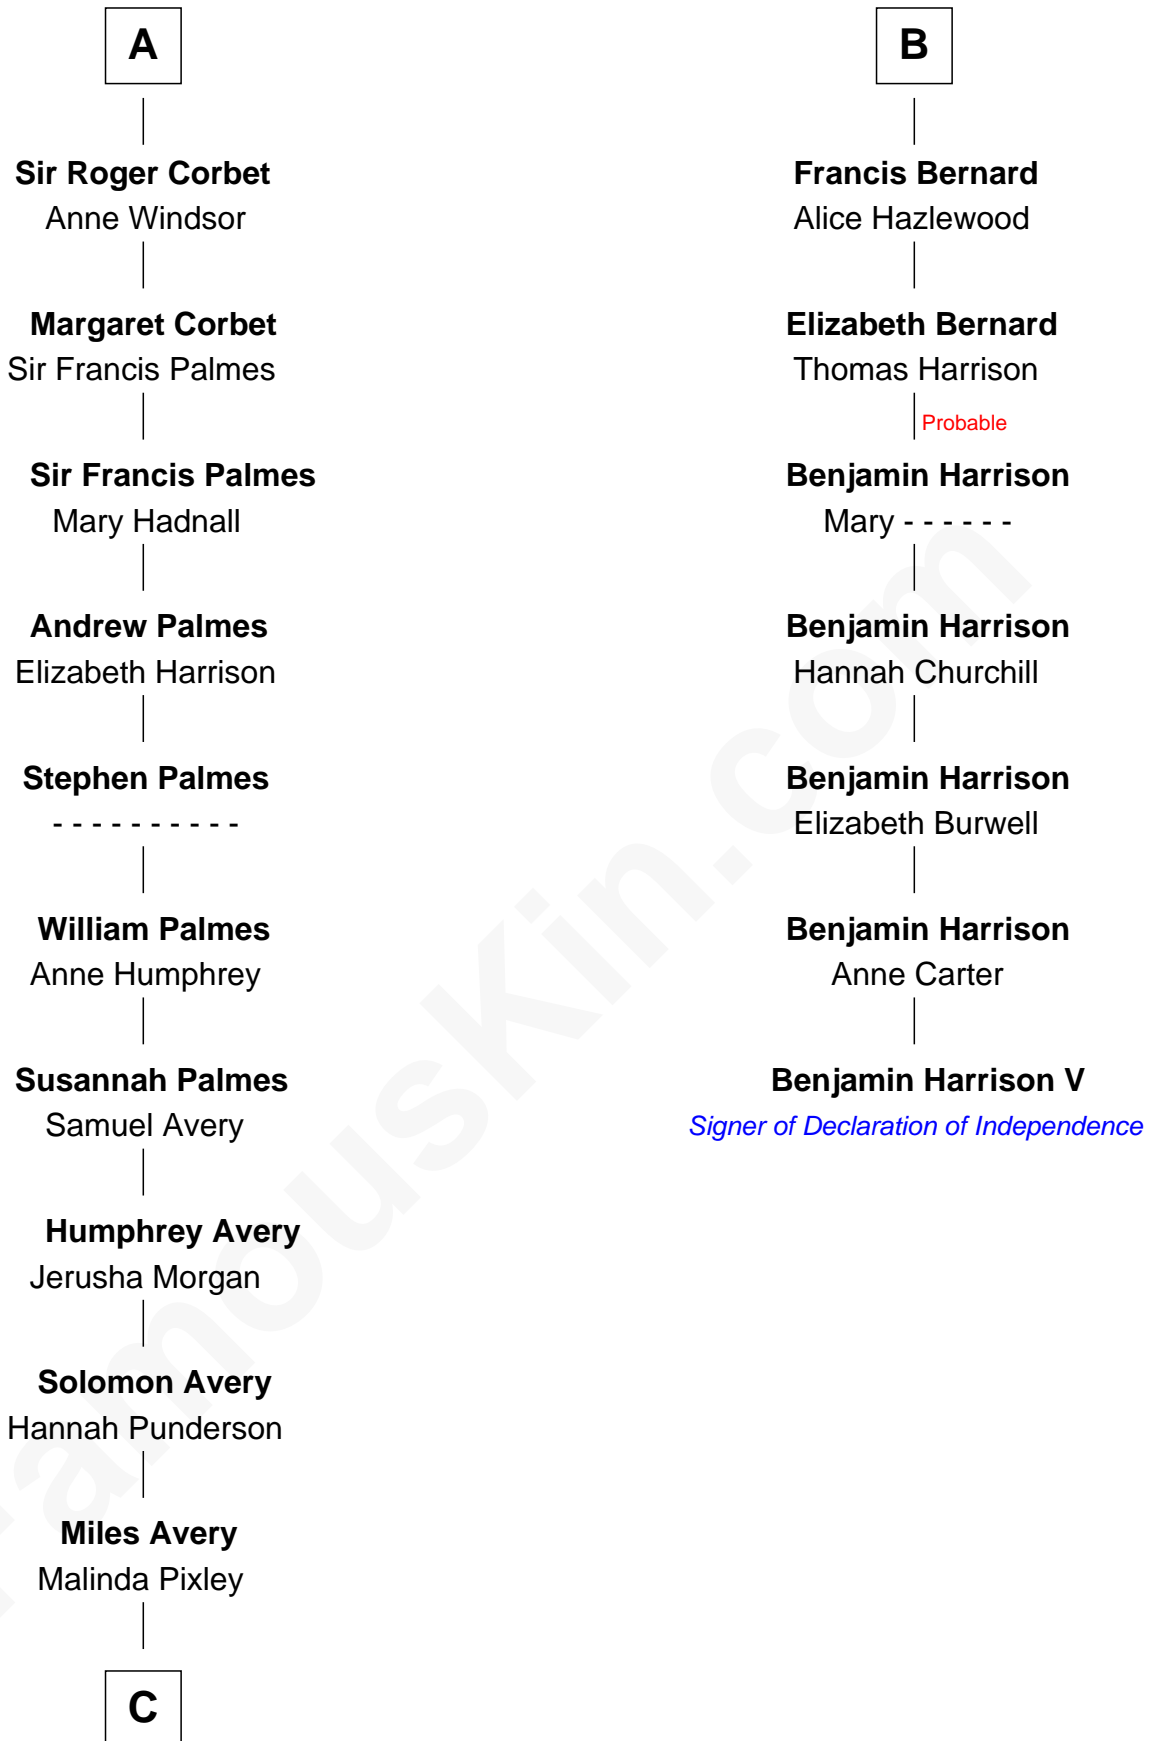 A
Sir Roger Corbet
Anne Windsor
Margaret Corbet
Sir Francis Palmes
Sir Francis Palmes
Mary Hadnall
Andrew Palmes
Elizabeth Harrison
Stephen Palmes
- - - - - - - - - -
William Palmes
Anne Humphrey
Susannah Palmes
Samuel Avery
Humphrey Avery
Jerusha Morgan
Solomon Avery
Hannah Punderson
Miles Avery
Malinda Pixley
C
B
Francis Bernard
Alice Hazlewood
Elizabeth Bernard
Thomas Harrison
Probable
Benjamin Harrison
Mary - - - - - -
Benjamin Harrison
Hannah Churchill
Benjamin Harrison
Elizabeth Burwell
Benjamin Harrison
Anne Carter
Benjamin Harrison V
Signer of Declaration of Independence
FamousKin.com